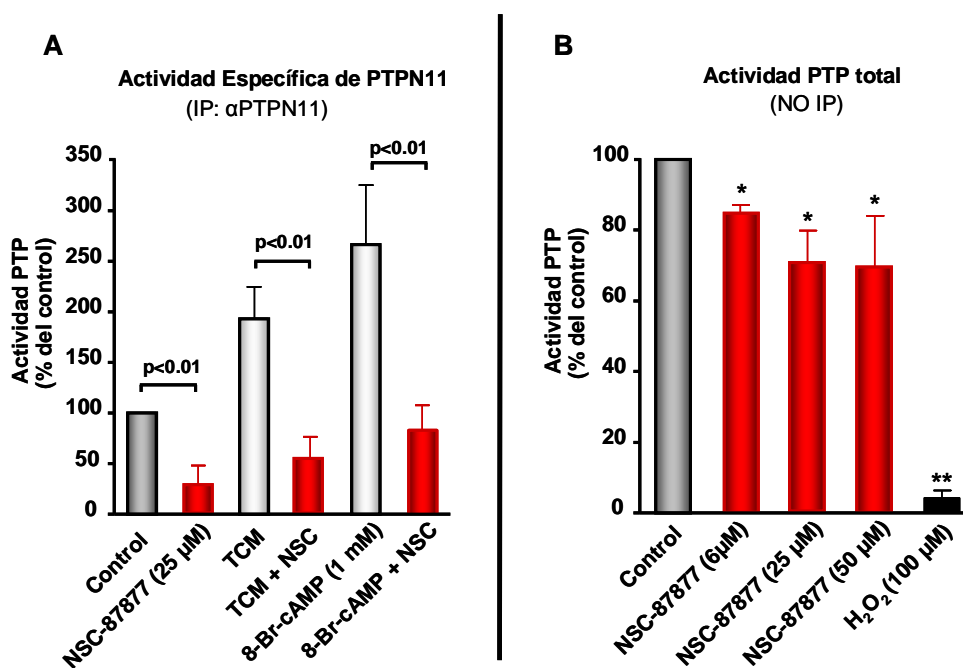 A
Actividad Específica de PTPN11
(IP: αPTPN11)
Actividad PTP
(% del control)
350
300
250
200
150
100
50
0
p<0.01
p<0.01
p<0.01
Control
NSC-87877 (25 µM)
TCM
TCM + NSC
8-Br-cAMP (1 mM)
8-Br-cAMP + NSC
B
Actividad PTP total
(NO IP)
Actividad PTP
(% del control)
100
80
60
40
20
0
*
*
*
**
Control
NSC-87877 (6µM)
NSC-87877 (25 µM)
NSC-87877 (50 µM)
H₂O₂ (100 µM)